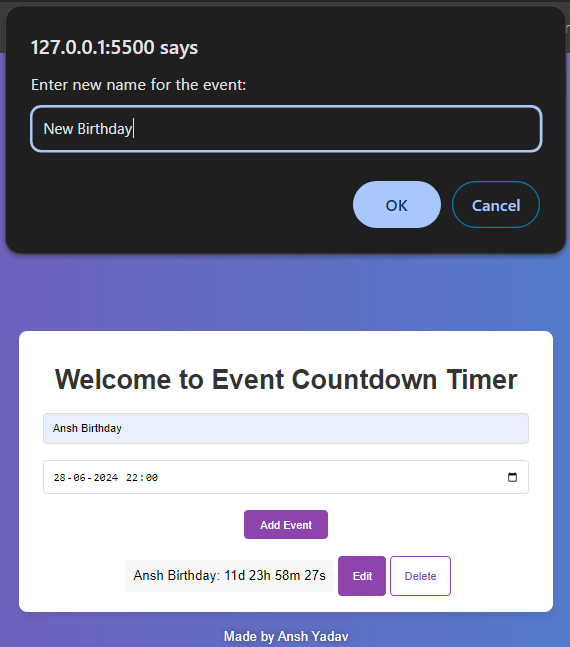 127.0.0.1:5500 says
Enter new name for the event:
New Birthday
OK
Cancel
Welcome to Event Countdown Timer
Ansh Birthday
28-06-2024 22:00
Add Event
Ansh Birthday: 11d 23h 58m 27s
Edit
Delete
Made by Ansh Yadav